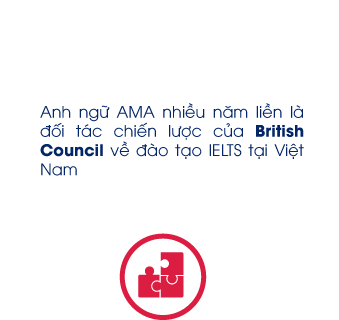 Anh ngữ AMA nhiều năm liền là
đối tác chiến lược của British
Council về đào tạo IELTS tại Việt
Nam